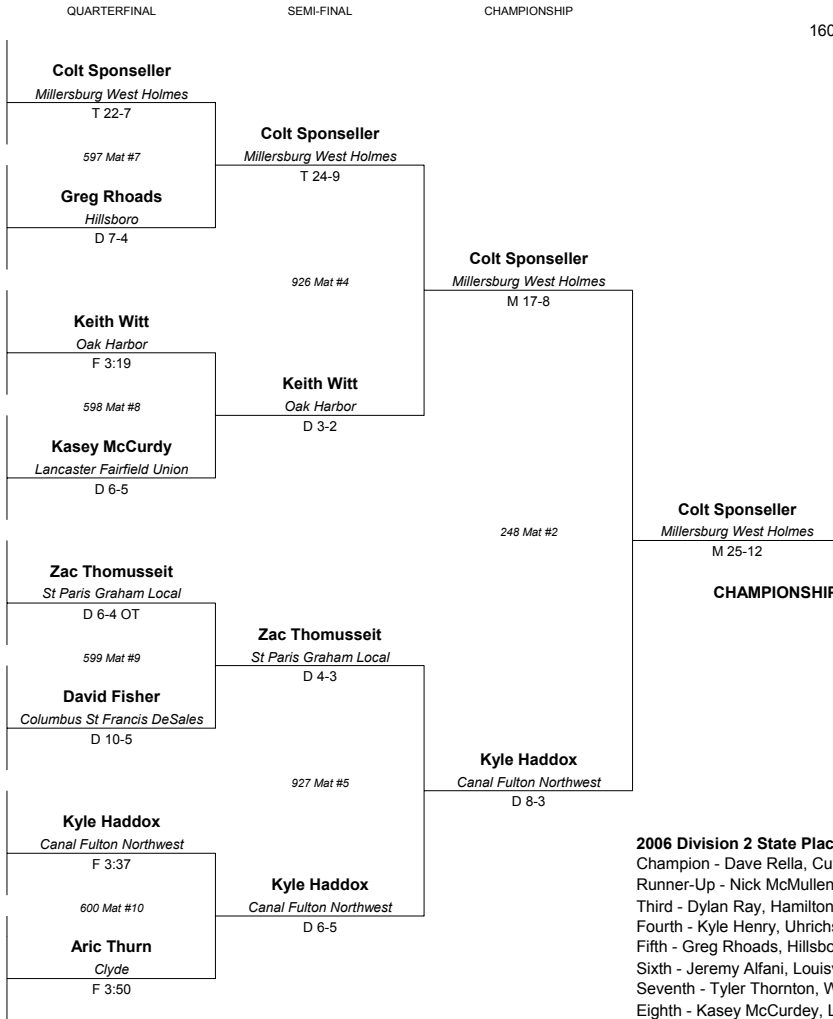 QUARTERFINAL SEMI-FINAL CHAMPIONSHIP
160
Colt Sponseller
Millersburg West Holmes
T 22-7
597 Mat #7
Greg Rhoads
Hillsboro
D 7-4
Keith Witt
Oak Harbor
F 3:19
598 Mat #8
Kasey McCurdy
Lancaster Fairfield Union
D 6-5
Zac Thomusseit
St Paris Graham Local
D 6-4 OT
599 Mat #9
David Fisher
Columbus St Francis DeSales
D 10-5
Kyle Haddox
Canal Fulton Northwest
F 3:37
600 Mat #10
Aric Thurn
Clyde
F 3:50
Colt Sponseller
Millersburg West Holmes
T 24-9
926 Mat #4
Keith Witt
Oak Harbor
D 3-2
Zac Thomusseit
St Paris Graham Local
D 4-3
927 Mat #5
Kyle Haddox
Canal Fulton Northwest
D 6-5
Colt Sponseller
Millersburg West Holmes
M 17-8
248 Mat #2
Kyle Haddox
Canal Fulton Northwest
D 8-3
Colt Sponseller
Millersburg West Holmes
M 25-12
CHAMPIONSHIP
2006 Division 2 State Plac
Champion - Dave Rella, Cu
Runner-Up - Nick McMullen
Third - Dylan Ray, Hamilton
Fourth - Kyle Henry, Uhrichs
Fifth - Greg Rhoads, Hillsbo
Sixth - Jeremy Alfani, Louisv
Seventh - Tyler Thornton, W
Eighth - Kasey McCurdey, L